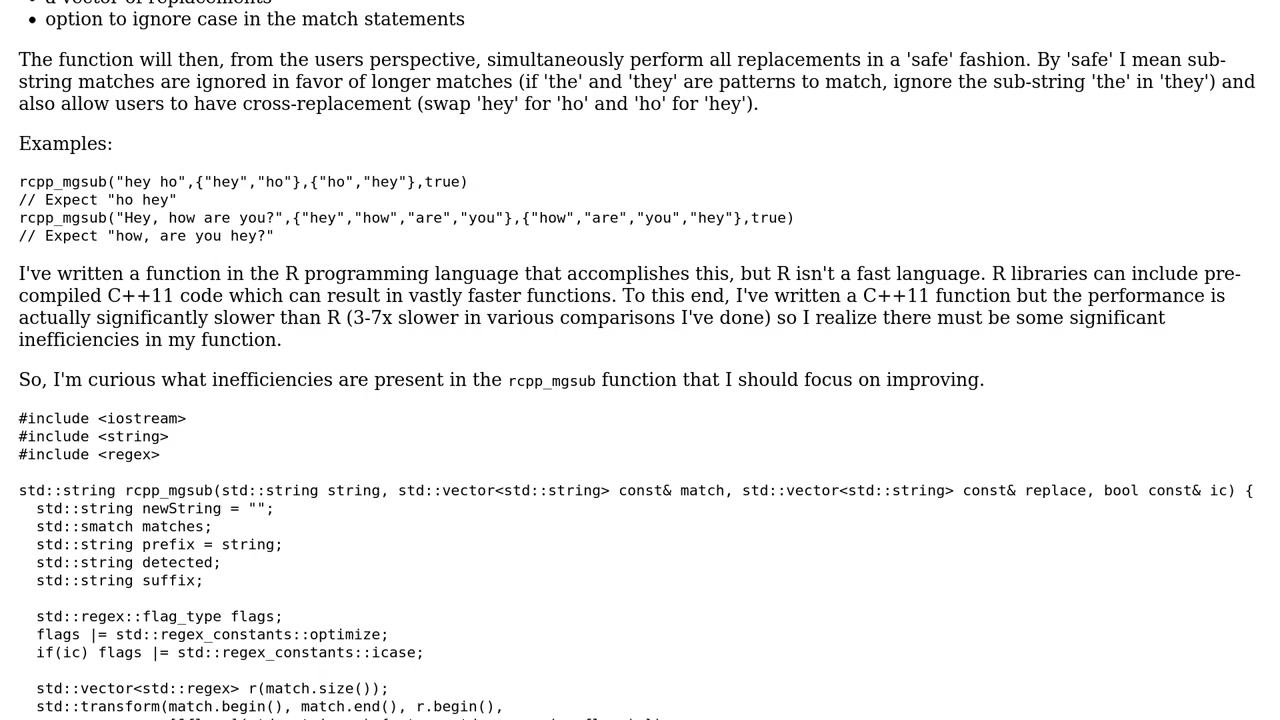 • a vector of replacements
• option to ignore case in the match statements
The function will then, from the users perspective, simultaneously perform all replacements in a 'safe' fashion. By 'safe' I mean sub-
string matches are ignored in favor of longer matches (if 'the' and 'they' are patterns to match, ignore the sub-string 'the' in 'they') and
also allow users to have cross-replacement (swap 'hey' for 'ho' and 'ho' for 'hey').
Examples:
rcpp_mgsub("hey ho",{"hey","ho"},{"ho","hey"},true)
// Expect "ho hey"
rcpp_mgsub("Hey, how are you?",{"hey","how","are","you"},{"how","are","you","hey"},true)
// Expect "how, are you hey?"
I've written a function in the R programming language that accomplishes this, but R isn't a fast language. R libraries can include pre-
compiled C++11 code which can result in vastly faster functions. To this end, I've written a C++11 function but the performance is
actually significantly slower than R (3-7x slower in various comparisons I've done) so I realize there must be some significant
inefficiencies in my function.
So, I'm curious what inefficiencies are present in the rcpp_mgsub function that I should focus on improving.
#include <iostream>
#include <string>
#include <regex>
std::string rcpp_mgsub(std::string string, std::vector<std::string> const& match, std::vector<std::string> const& replace, bool const& ic) {
  std::string newString = "";
  std::smatch matches;
  std::string prefix = string;
  std::string detected;
  std::string suffix;
  std::regex::flag_type flags;
  flags |= std::regex_constants::optimize;
  if(ic) flags |= std::regex_constants::icase;
  std::vector<std::regex> r(match.size());
  std::transform(match.begin(), match.end(), r.begin(),